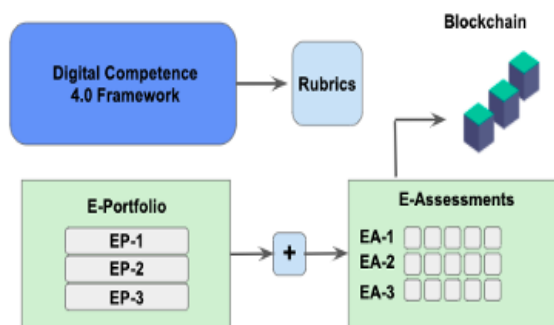 Blockchain
Digital Competence
4.0 Framework
Rubrics
E-Portfolio
EP-1
EP-2
EP-3
+
E-Assessments
EA-1
EA-2
EA-3